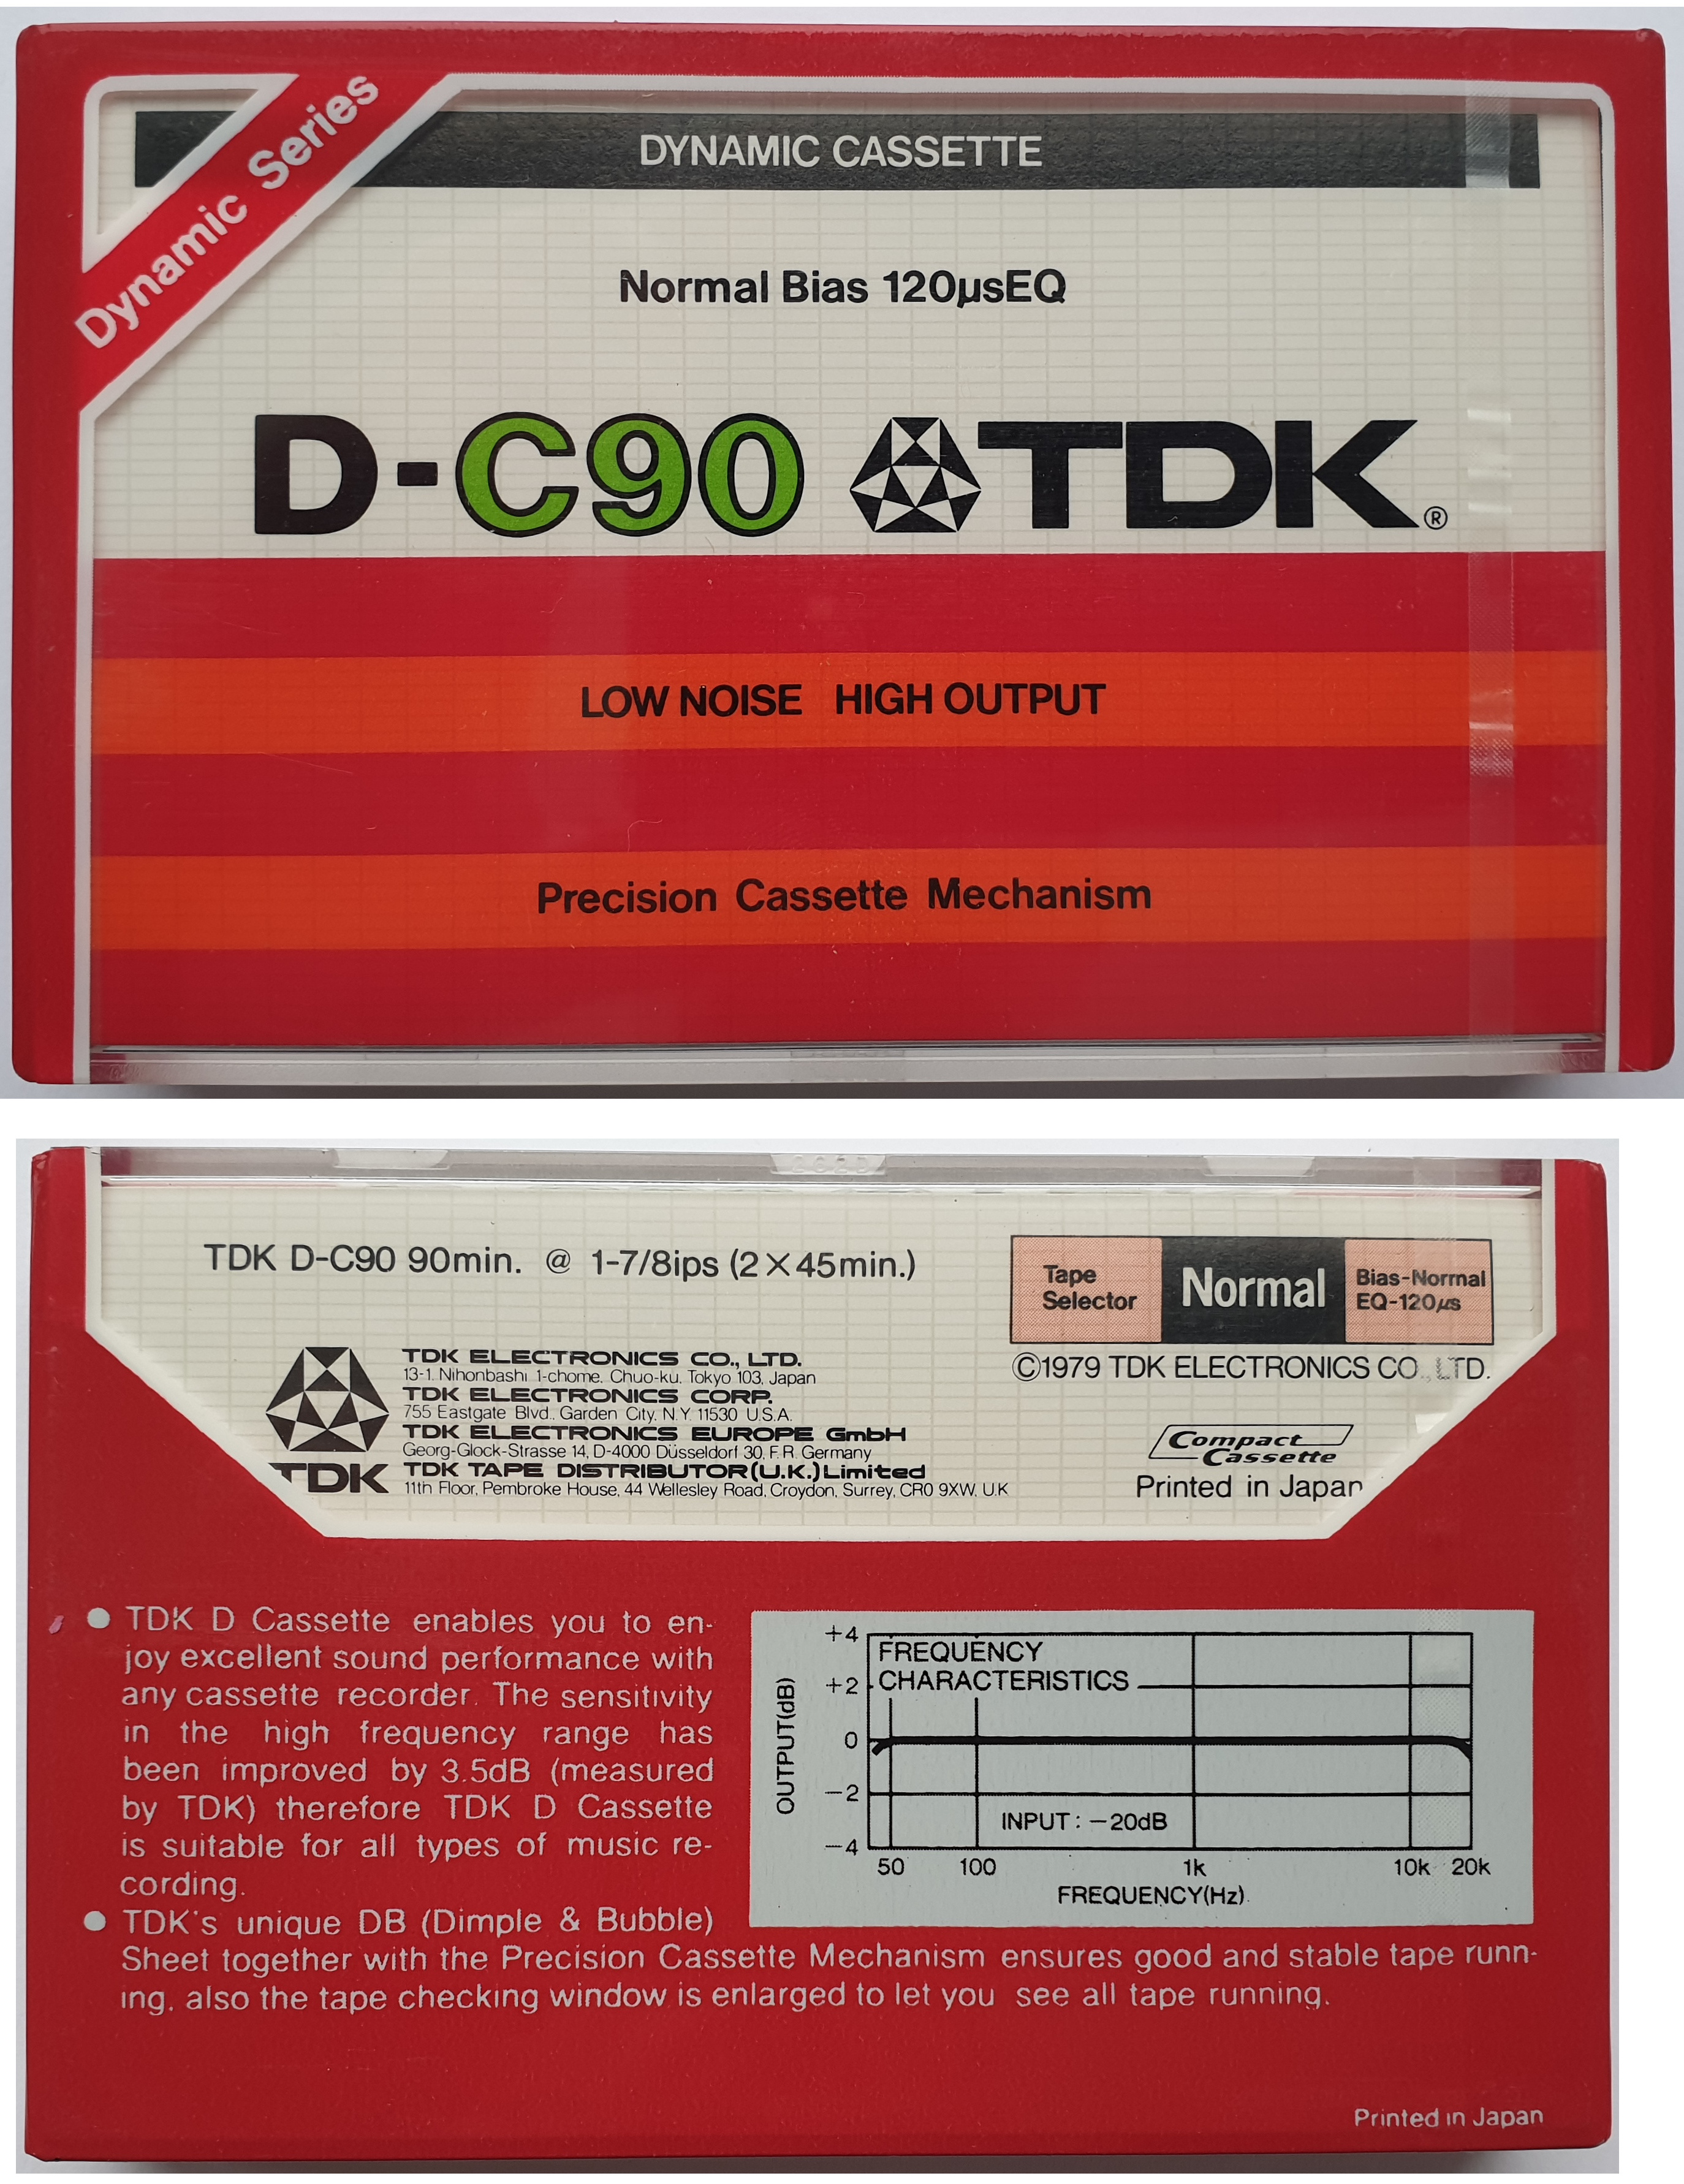 Dynamic Series
DYNAMIC CASSETTE
Normal Bias 120µsEQ
D-C90 TDK®
LOW NOISE HIGH OUTPUT
Precision Cassette Mechanism
TDK D-C90 90min. @ 1-7/8ips (2×45min.)
Tape
Selector
Normal
Bias-Normal
EQ-120µs
©1979 TDK ELECTRONICS CO., LTD.
TDK
TDK ELECTRONICS CO., LTD.
13-1, Nihonbashi 1-chome, Chuo-ku, Tokyo 103, Japan
TDK ELECTRONICS CORP.
755 Eastgate Blvd., Garden City, N.Y. 11530 U.S.A.
TDK ELECTRONICS EUROPE GmbH
Georg-Glock-Strasse 14, D-4000 Düsseldorf 30, F.R. Germany
TDK TAPE DISTRIBUTOR(U.K.)Limited
11th Floor, Pembroke House, 44 Wellesley Road, Croydon, Surrey, CR0 9XW, U.K
Compact
Cassette
Printed in Japan
● TDK D Cassette enables you to en-
joy excellent sound performance with
any cassette recorder. The sensitivity
in the high frequency range has
been improved by 3.5dB (measured
by TDK) therefore TDK D Cassette
is suitable for all types of music re-
cording.
● TDK's unique DB (Dimple & Bubble)
Sheet together with the Precision Cassette Mechanism ensures good and stable tape runn-
ing, also the tape checking window is enlarged to let you see all tape running.
FREQUENCY
CHARACTERISTICS
OUTPUT(dB)
+4
+2
0
-2
-4
INPUT: -20dB
50 100 1k 10k 20k
FREQUENCY(Hz)
Printed in Japan